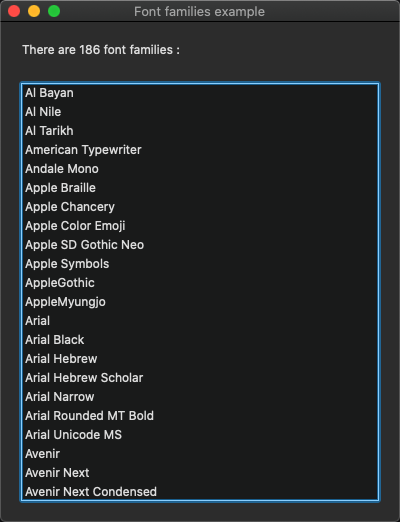 Font families example
There are 186 font families :
Al Bayan
Al Nile
Al Tarikh
American Typewriter
Andale Mono
Apple Braille
Apple Chancery
Apple Color Emoji
Apple SD Gothic Neo
Apple Symbols
AppleGothic
AppleMyungjo
Arial
Arial Black
Arial Hebrew
Arial Hebrew Scholar
Arial Narrow
Arial Rounded MT Bold
Arial Unicode MS
Avenir
Avenir Next
Avenir Next Condensed